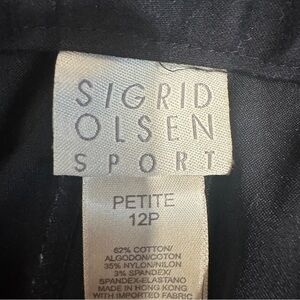 SIGRID
OLSEN
SPORT
PETITE
12P
62% COTTON/
ALGODON/COTON
35% NYLON/NILON
3% SPANDEX/
SPANDEX-ELASTANO
MADE IN HONG KONG
WITH IMPORTED FABRIC